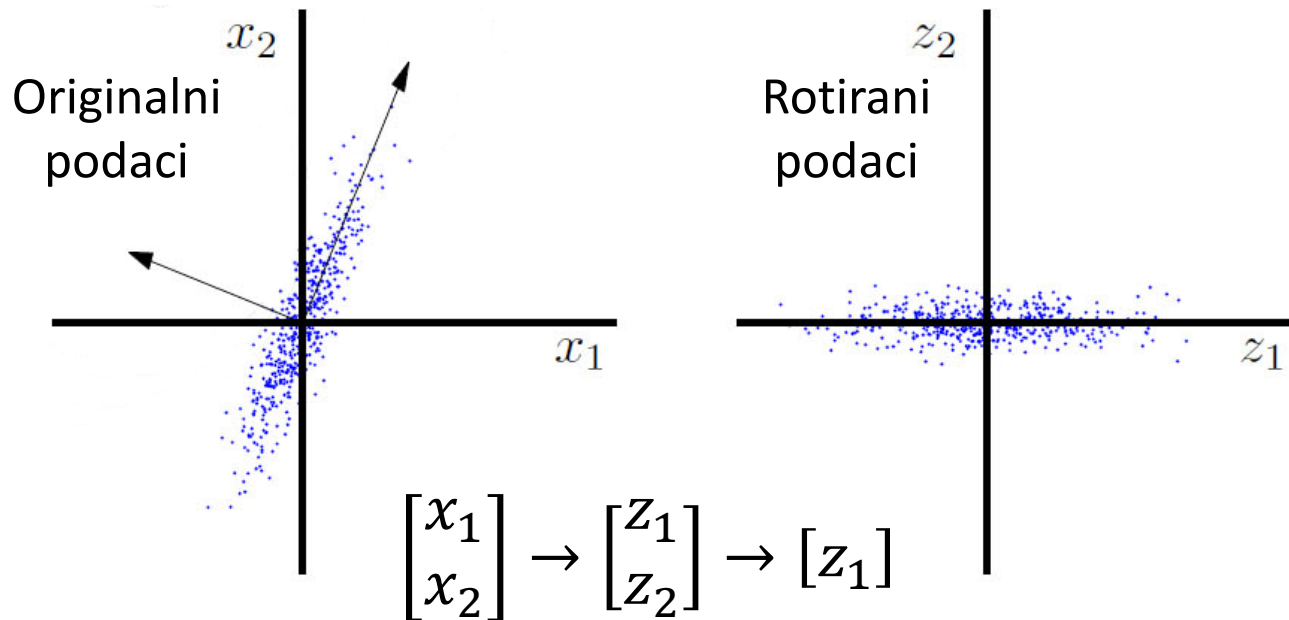 x₂
Originalni
podaci
x₁
z₂
Rotirani
podaci
z₁
[x₁ x₂] → [z₁ z₂] → [z₁]